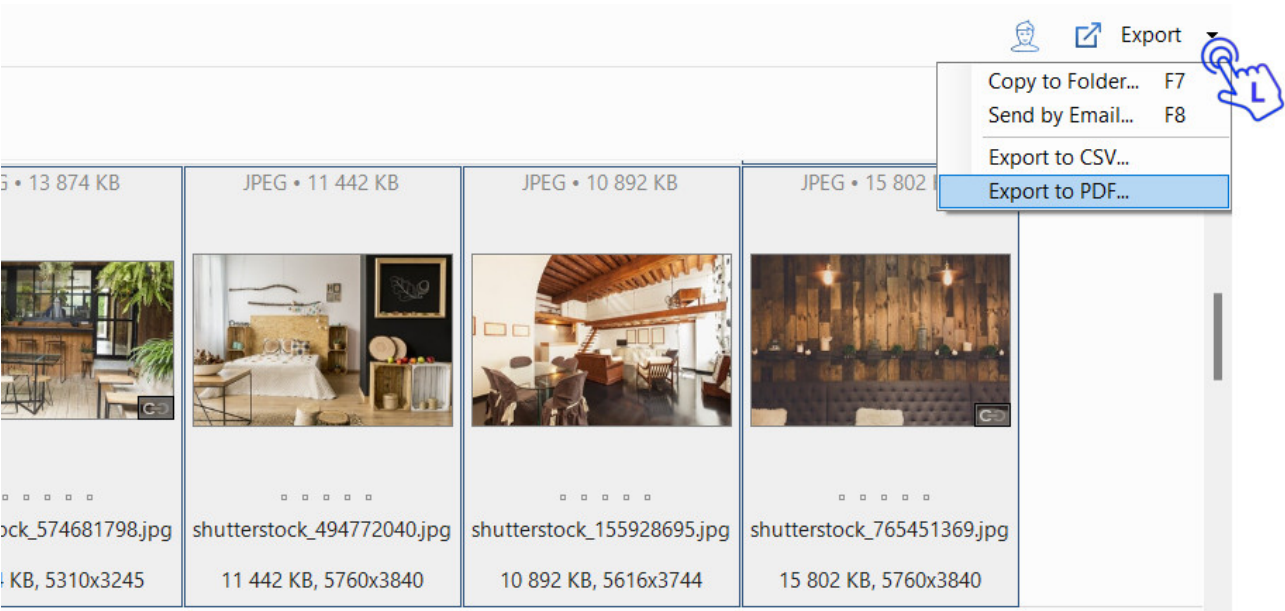 Export
Copy to Folder... F7
Send by Email... F8
Export to CSV...
Export to PDF...
L
G • 13 874 KB
JPEG • 11 442 KB
JPEG • 10 892 KB
JPEG • 15 802
ock_574681798.jpg
shutterstock_494772040.jpg
shutterstock_155928695.jpg
shutterstock_765451369.jpg
KB, 5310x3245
11 442 KB, 5760x3840
10 892 KB, 5616x3744
15 802 KB, 5760x3840